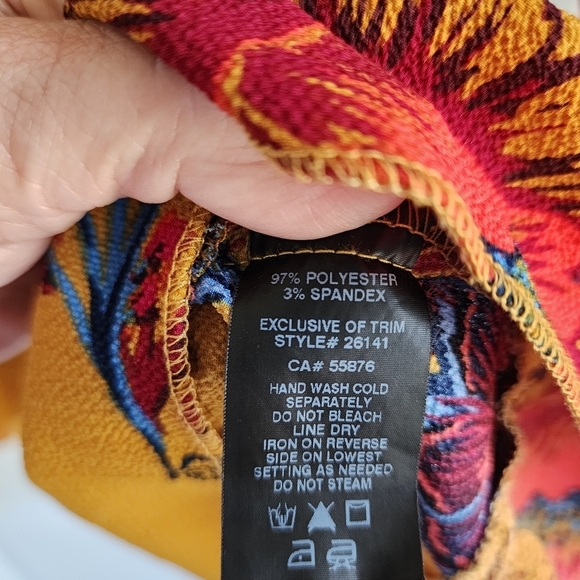 97% POLYESTER
3% SPANDEX
EXCLUSIVE OF TRIM
STYLE# 26141
CA# 55876
HAND WASH COLD
SEPARATELY
DO NOT BLEACH
LINE DRY
IRON ON REVERSE
SIDE ON LOWEST
SETTING AS NEEDED
DO NOT STEAM